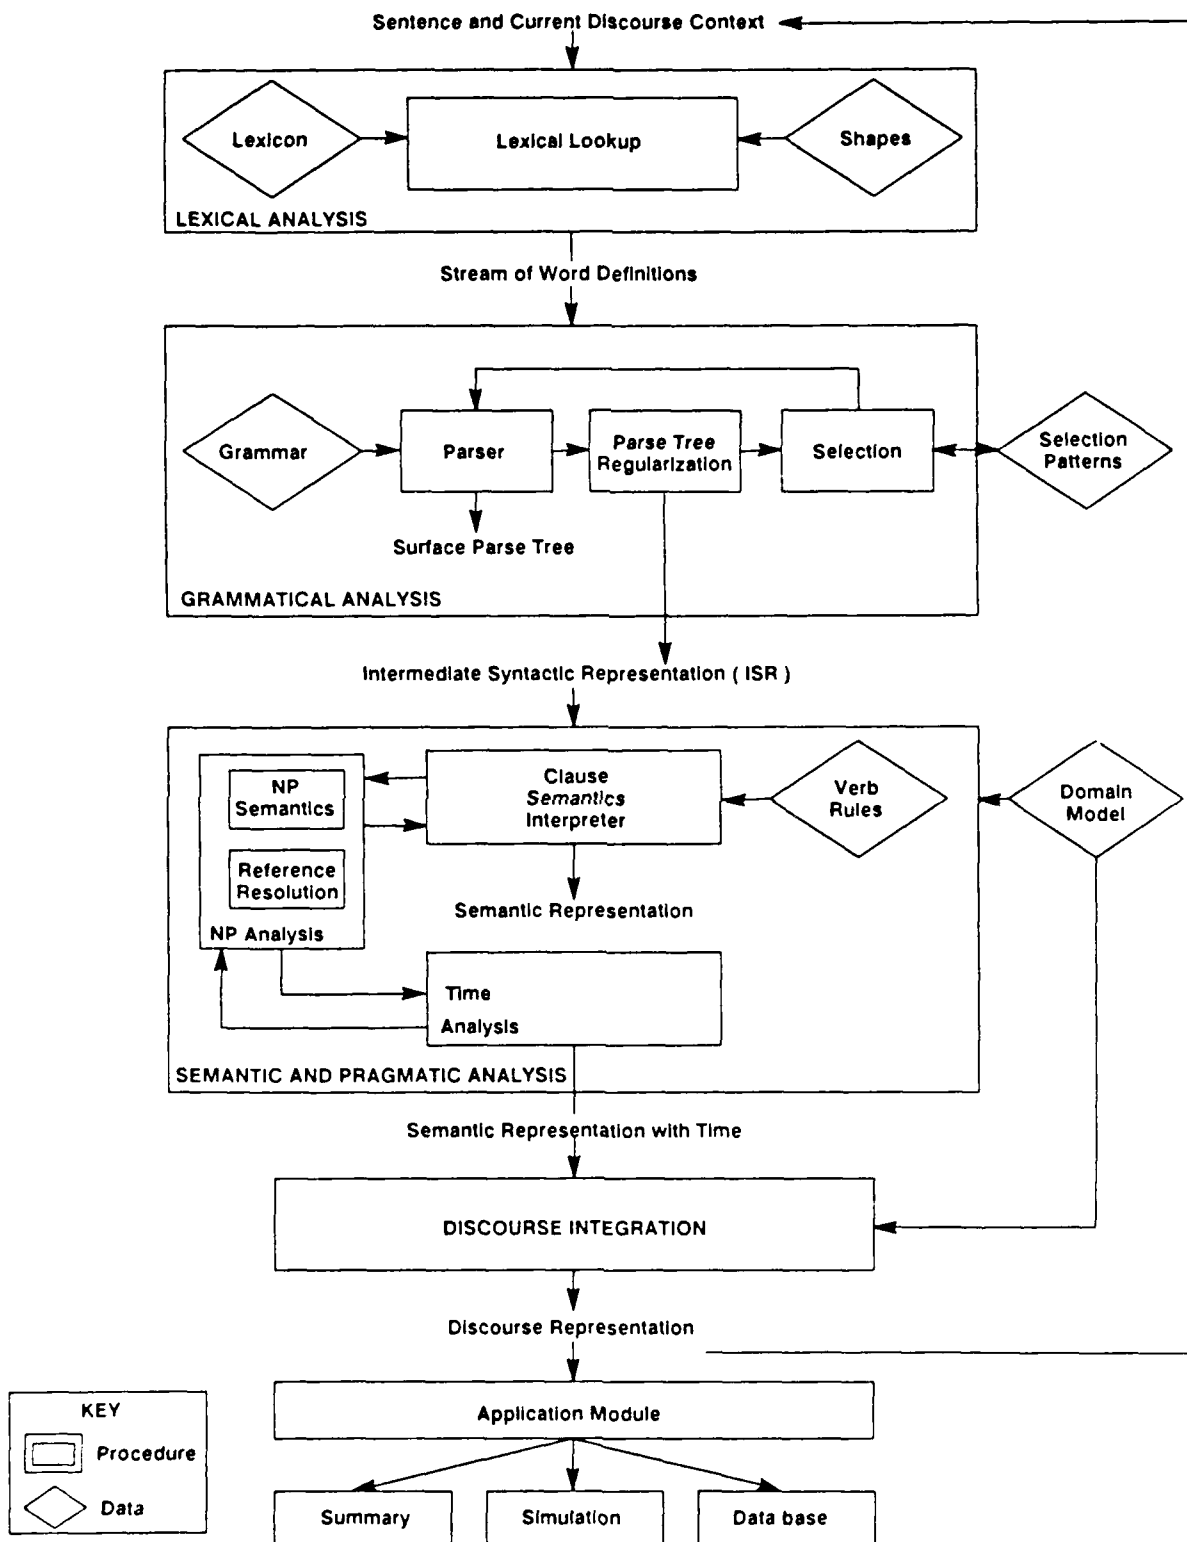 Sentence and Current Discourse Context
Lexicon
Lexical Lookup
Shapes
LEXICAL ANALYSIS
Stream of Word Definitions
Grammar
Parser
Parse Tree
Regularization
Selection
Selection
Patterns
Surface Parse Tree
GRAMMATICAL ANALYSIS
Intermediate Syntactic Representation ( ISR )
NP
Semantics
Clause
Semantics
Interpreter
Verb
Rules
Domain
Model
Reference
Resolution
Semantic Representation
NP Analysis
Time
Analysis
SEMANTIC AND PRAGMATIC ANALYSIS
Semantic Representation with Time
DISCOURSE INTEGRATION
Discourse Representation
Application Module
KEY
Procedure
Data
Summary
Simulation
Data base